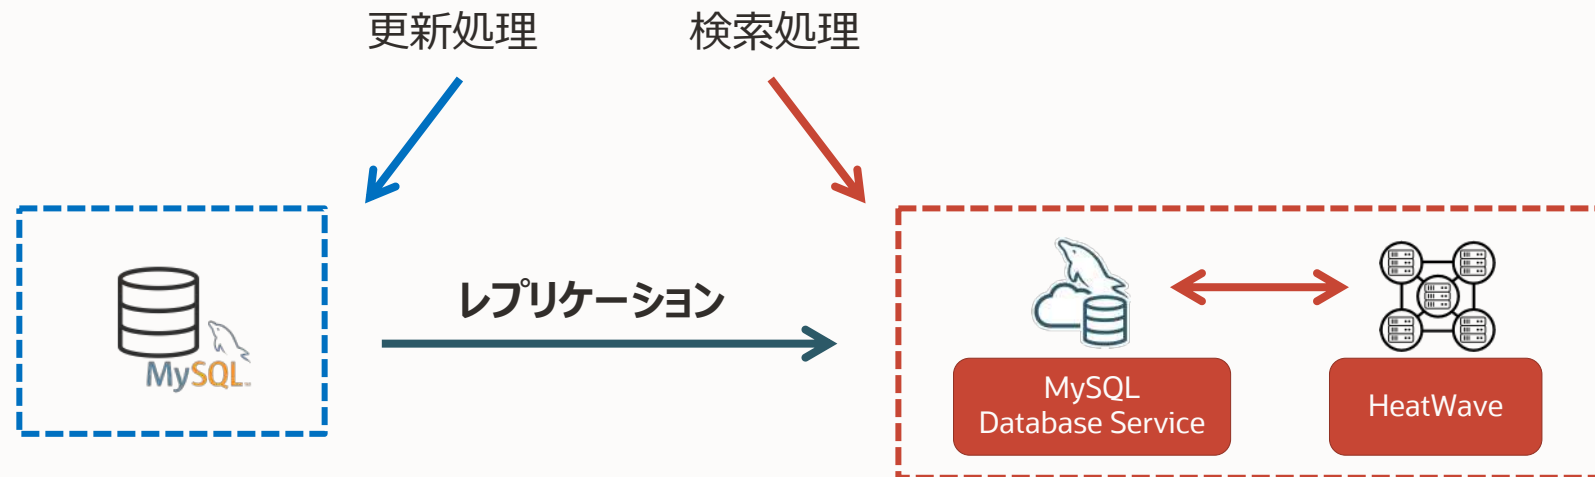 更新処理
検索処理
レプリケーション
MySQL
MySQL
Database Service
HeatWave